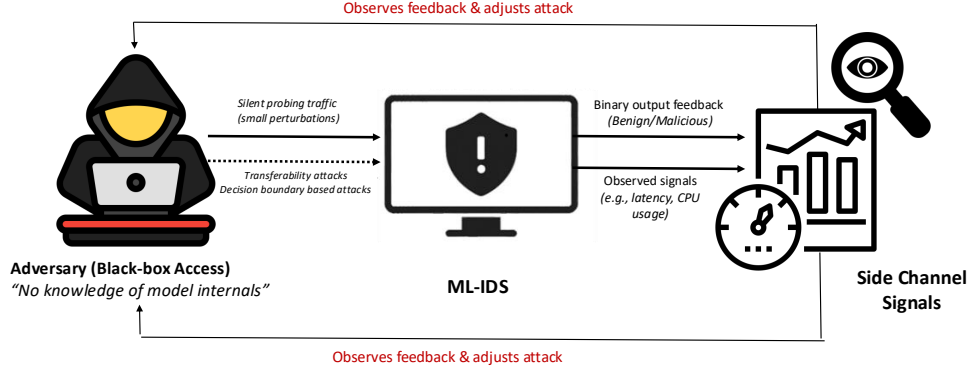 Observes feedback & adjusts attack
Silent probing traffic
(small perturbations)
Transferability attacks
Decision boundary based attacks
Binary output feedback
(Benign/Malicious)
Observed signals
(e.g., latency, CPU
usage)
Adversary (Black-box Access)
“No knowledge of model internals”
ML-IDS
Side Channel
Signals
Observes feedback & adjusts attack